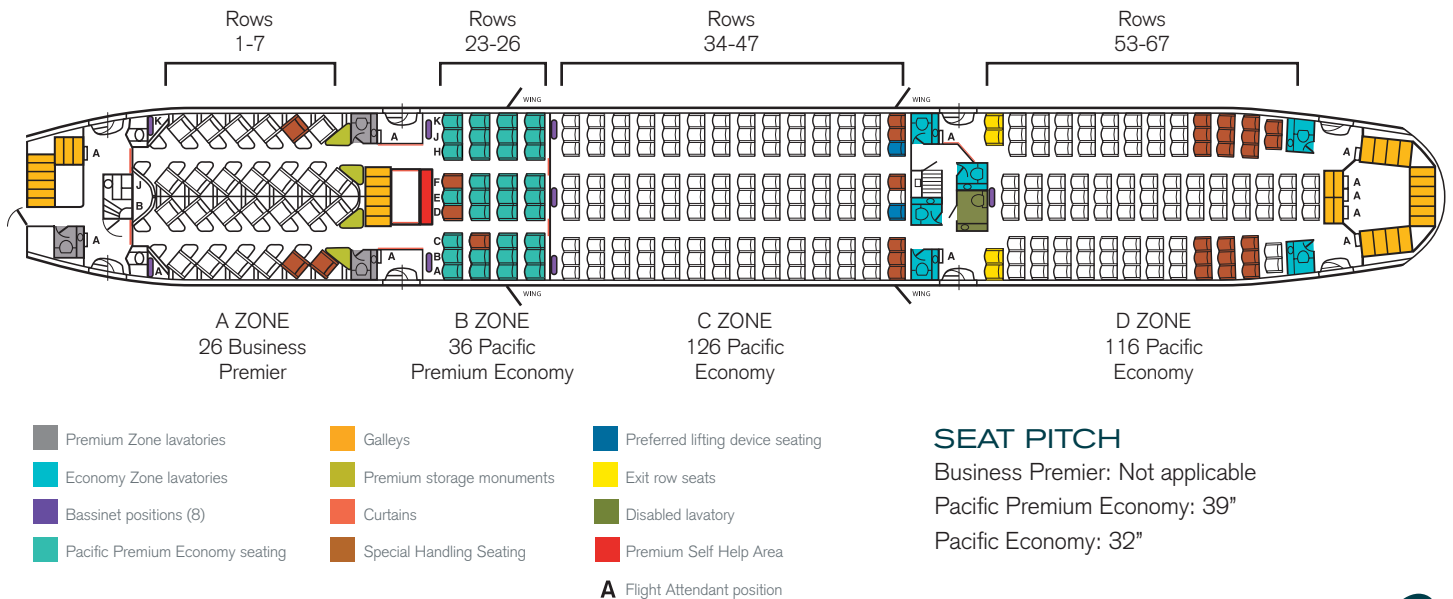 Rows
1-7
Rows
23-26
Rows
34-47
Rows
53-67
WING
WING
K
A
J
B
A
A
A
A
K
J
H
F
E
D
C
B
A
A
A
A
A
A
A
A
A
A
WING
WING
A ZONE
26 Business
Premier
B ZONE
36 Pacific
Premium Economy
C ZONE
126 Pacific
Economy
D ZONE
116 Pacific
Economy
Premium Zone lavatories
Economy Zone lavatories
Bassinet positions (8)
Pacific Premium Economy seating
Galleys
Premium storage monuments
Curtains
Special Handling Seating
Preferred lifting device seating
Exit row seats
Disabled lavatory
Premium Self Help Area
A Flight Attendant position
SEAT PITCH
Business Premier: Not applicable
Pacific Premium Economy: 39”
Pacific Economy: 32”